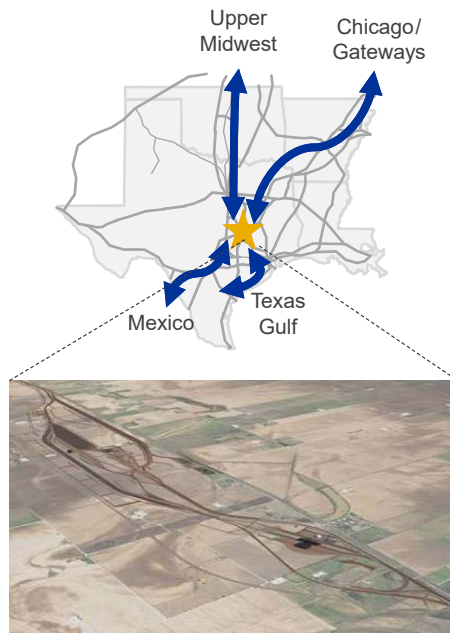 Upper
Midwest
Chicago/
Gateways
Mexico
Texas
Gulf